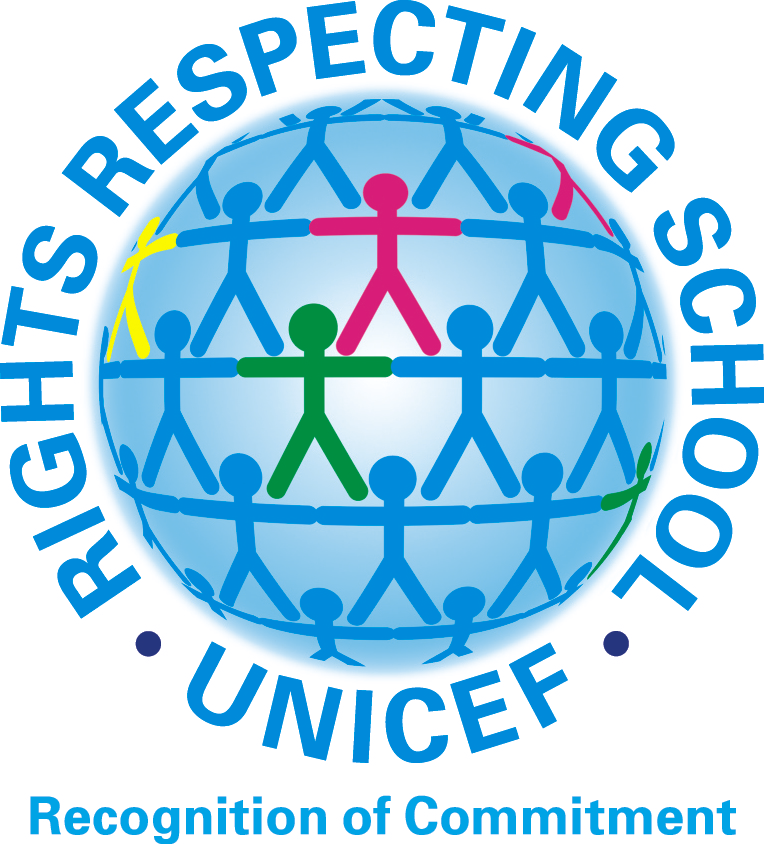 RIGHTS RESPECTING SCHOOL
• UNICEF •
Recognition of Commitment